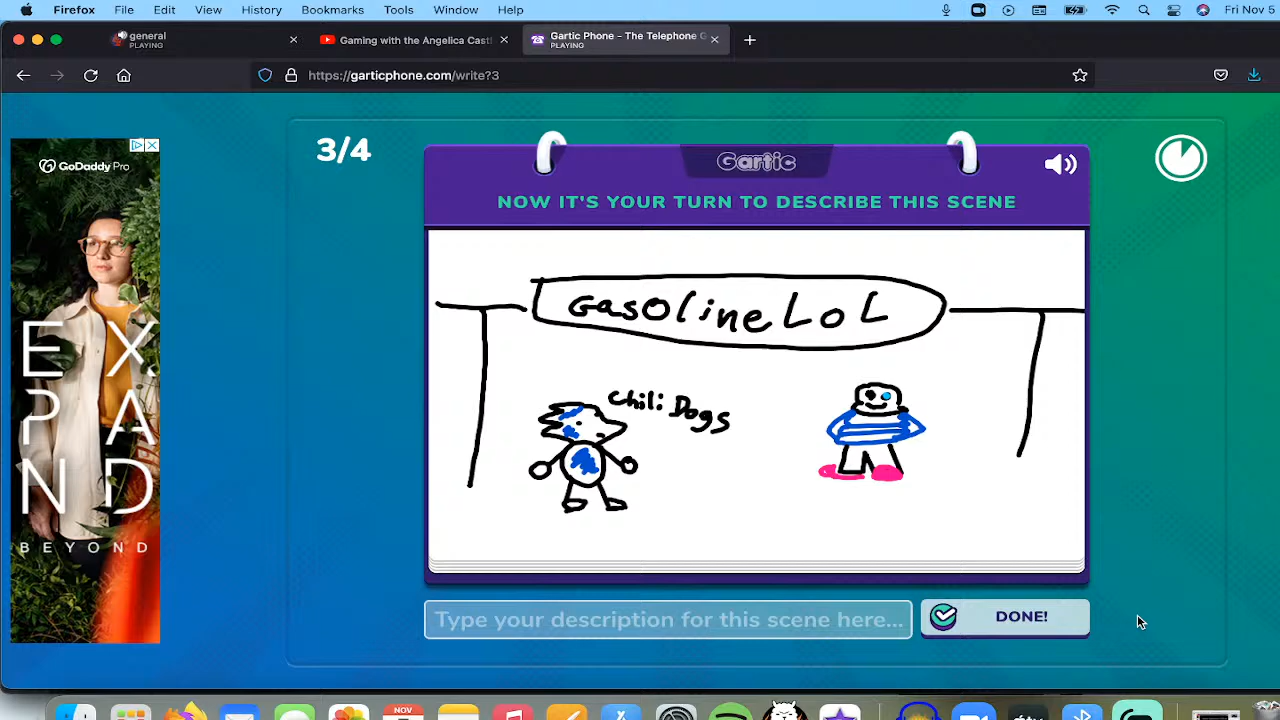 Firefox File Edit View History Bookmarks Tools Window Help Fri Nov 5
general
PLAYING
Gaming with the Angelica Cast!
Gartic Phone – The Telephone G
PLAYING
https://garticphone.com/write?3
GoDaddy Pro
EX
PA
ND
BEYOND
3/4
Gartic
NOW IT'S YOUR TURN TO DESCRIBE THIS SCENE
gasoline LoL
chili Dogs
Type your description for this scene here...
DONE!
NOV